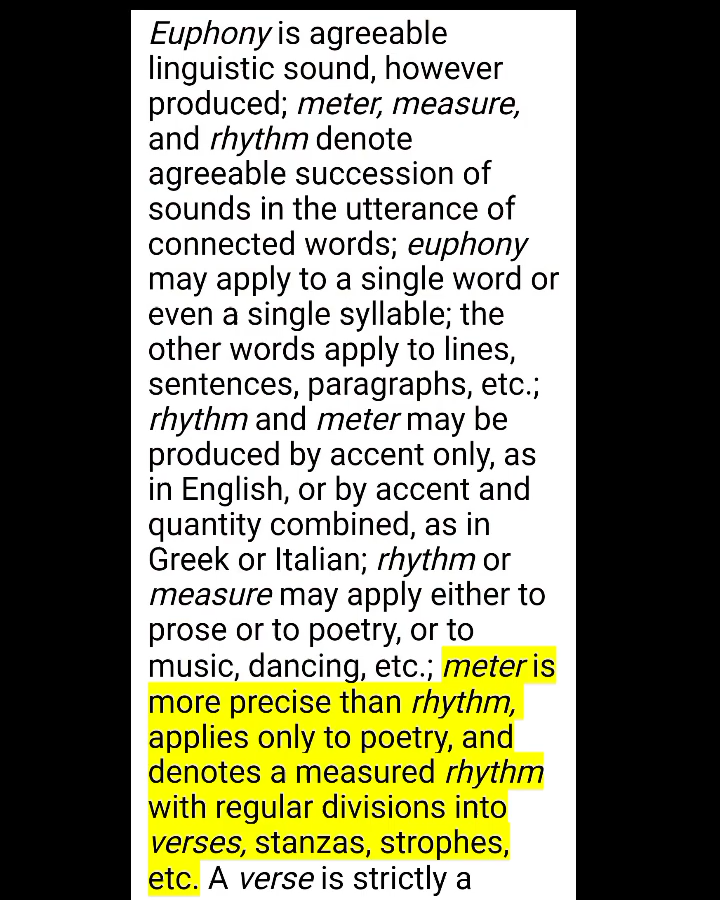 Euphony is agreeable
linguistic sound, however
produced; meter, measure,
and rhythm denote
agreeable succession of
sounds in the utterance of
connected words; euphony
may apply to a single word or
even a single syllable; the
other words apply to lines,
sentences, paragraphs, etc.;
rhythm and meter may be
produced by accent only, as
in English, or by accent and
quantity combined, as in
Greek or Italian; rhythm or
measure may apply either to
prose or to poetry, or to
music, dancing, etc.; meter is
more precise than rhythm,
applies only to poetry, and
denotes a measured rhythm
with regular divisions into
verses, stanzas, strophes,
etc. A verse is strictly a